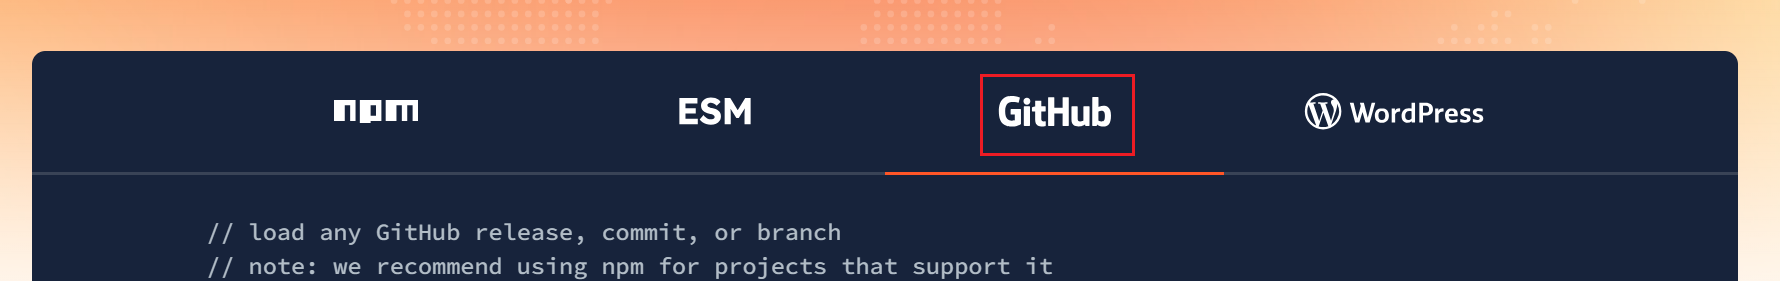 npm ESM GitHub WordPress
// load any GitHub release, commit, or branch
// note: we recommend using npm for projects that support it